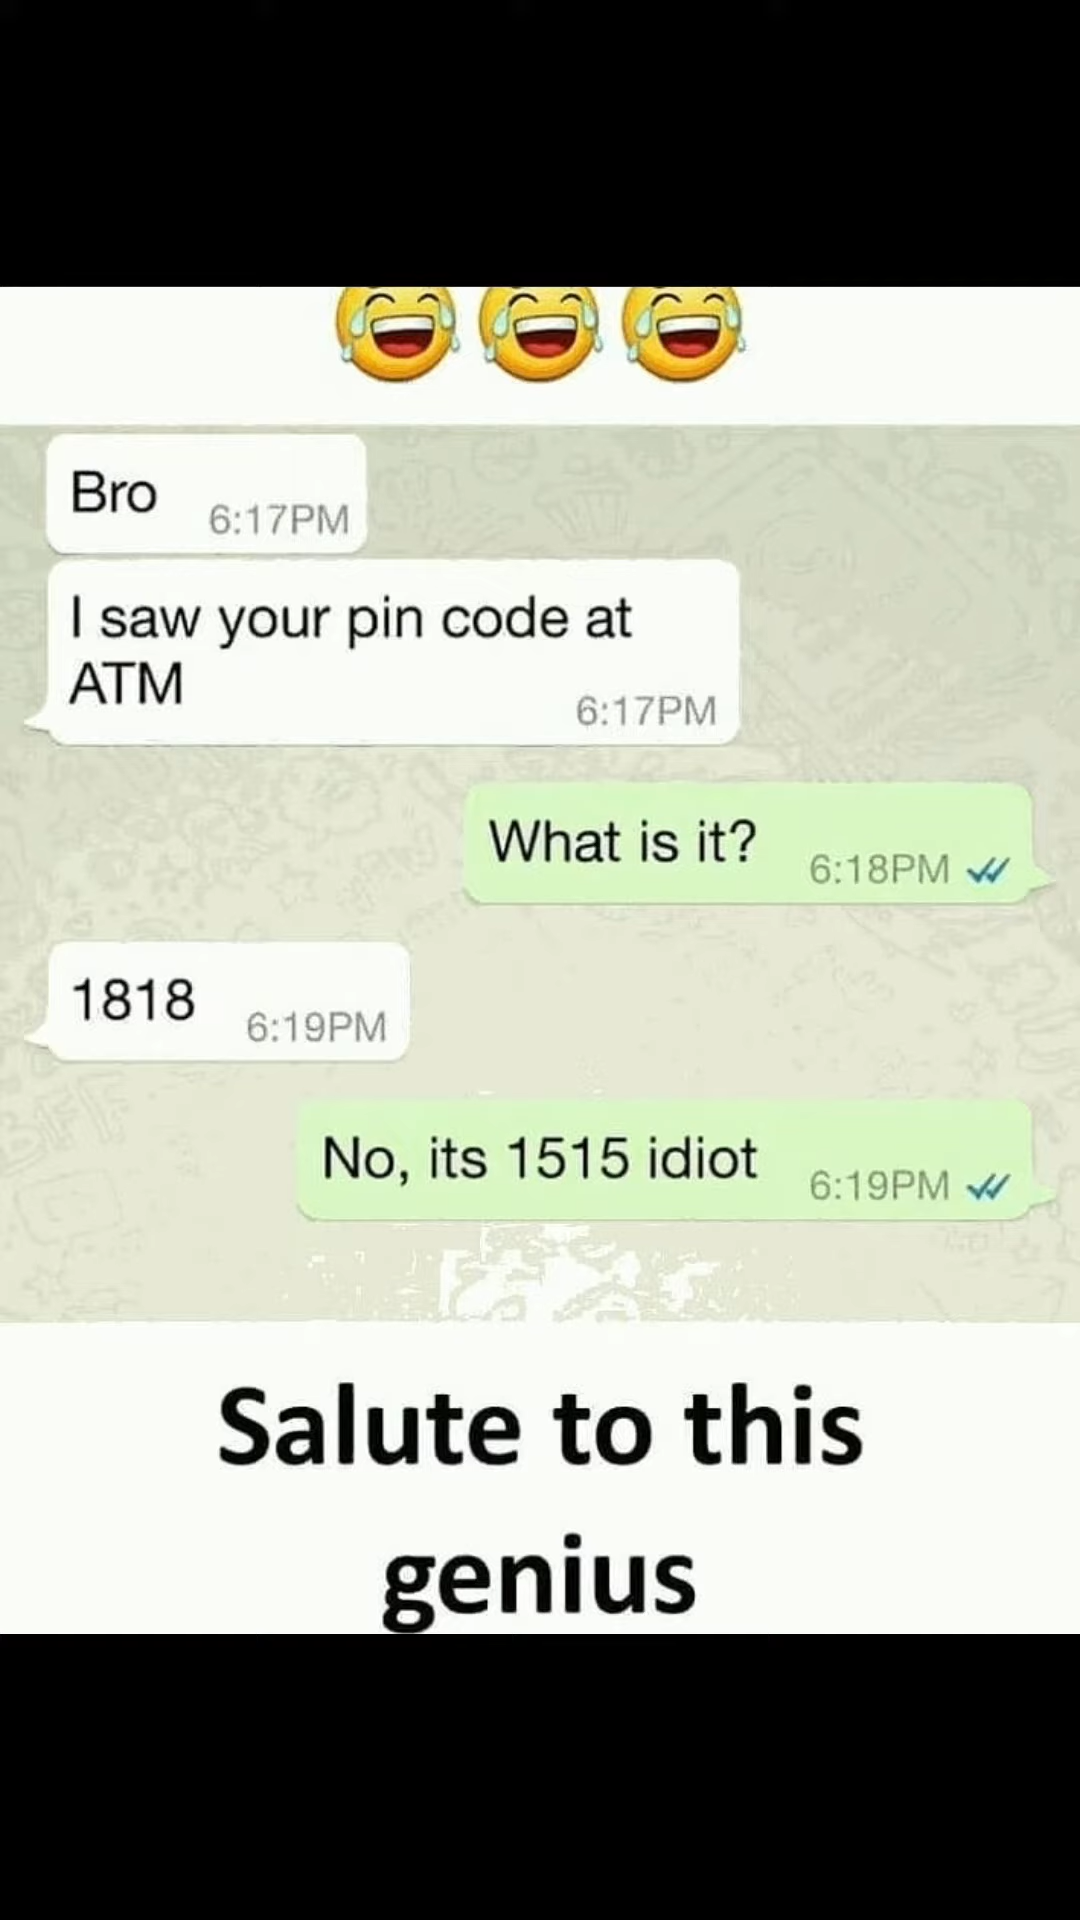 Bro 6:17PM
I saw your pin code at
ATM
6:17PM
What is it? 6:18PM
1818 6:19PM
No, its 1515 idiot 6:19PM
Salute to this
genius